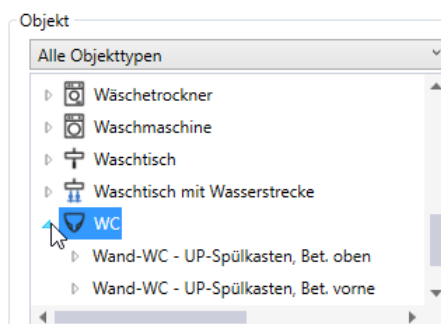 Objekt
Alle Objekttypen
Wäschetrockner
Waschmaschine
Waschtisch
Waschtisch mit Wasserstrecke
WC
Wand-WC - UP-Spülkasten, Bet. oben
Wand-WC - UP-Spülkasten, Bet. vorne